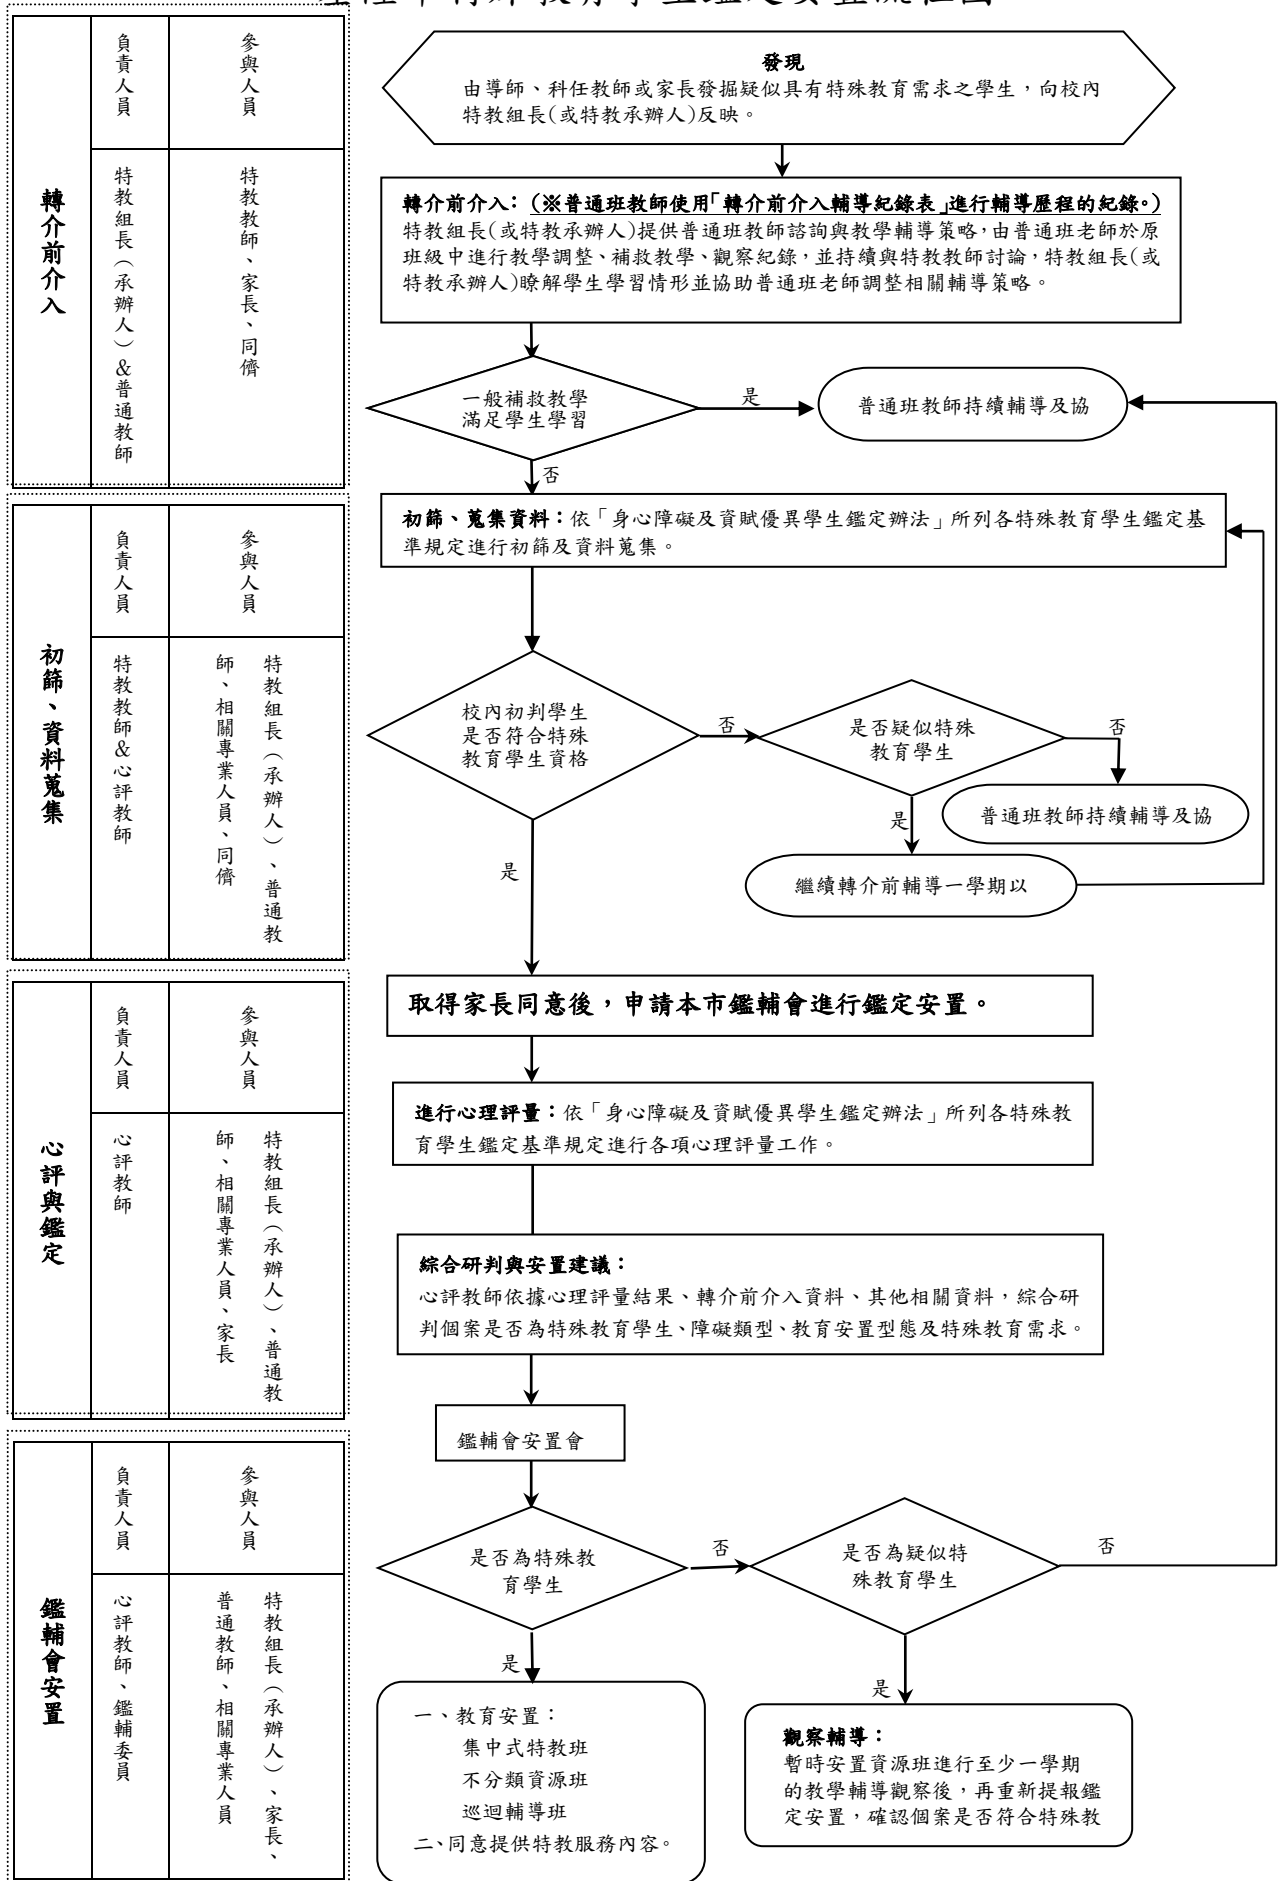 基隆市特殊教育學生鑑定安置流程圖
轉介前介入
負責人員
參與人員
特教組長（承辦人）&普通教師
特教教師、家長、同儕
發現
由導師、科任教師或家長發掘疑似具有特殊教育需求之學生，向校內
特教組長(或特教承辦人)反映。
轉介前介入：(※普通班教師使用「轉介前介入輔導紀錄表」進行輔導歷程的紀錄。)
特教組長(或特教承辦人)提供普通班教師諮詢與教學輔導策略，由普通班老師於原
班級中進行教學調整、補救教學、觀察紀錄，並持續與特教教師討論，特教組長(或
特教承辦人)瞭解學生學習情形並協助普通班老師調整相關輔導策略。
一般補救教學
滿足學生學習
是
普通班教師持續輔導及協
否
初篩、資料蒐集
負責人員
參與人員
特教教師&心評教師
特教組長（承辦人）、普通教
師、相關專業人員、同儕
初篩、蒐集資料：依「身心障礙及資賦優異學生鑑定辦法」所列各特殊教育學生鑑定基
準規定進行初篩及資料蒐集。
校內初判學生
是否符合特殊
教育學生資格
否
是否疑似特殊
教育學生
否
普通班教師持續輔導及協
是
繼續轉介前輔導一學期以
是
心評與鑑定
負責人員
參與人員
心評教師
特教組長（承辦人）、普通教
師、相關專業人員、家長
取得家長同意後，申請本市鑑輔會進行鑑定安置。
進行心理評量：依「身心障礙及資賦優異學生鑑定辦法」所列各特殊教
育學生鑑定基準規定進行各項心理評量工作。
綜合研判與安置建議：
心評教師依據心理評量結果、轉介前介入資料、其他相關資料，綜合研
判個案是否為特殊教育學生、障礙類型、教育安置型態及特殊教育需求。
鑑輔會安置會
鑑輔會安置
負責人員
參與人員
心評教師、鑑輔委員
特教組長（承辦人）、家長、
普通教師、相關專業人員
是否為特殊教
育學生
否
是否為疑似特
殊教育學生
否
是
一、教育安置：
集中式特教班
不分類資源班
巡迴輔導班
二、同意提供特教服務內容。
是
觀察輔導：
暫時安置資源班進行至少一學期
的教學輔導觀察後，再重新提報鑑
定安置，確認個案是否符合特殊教